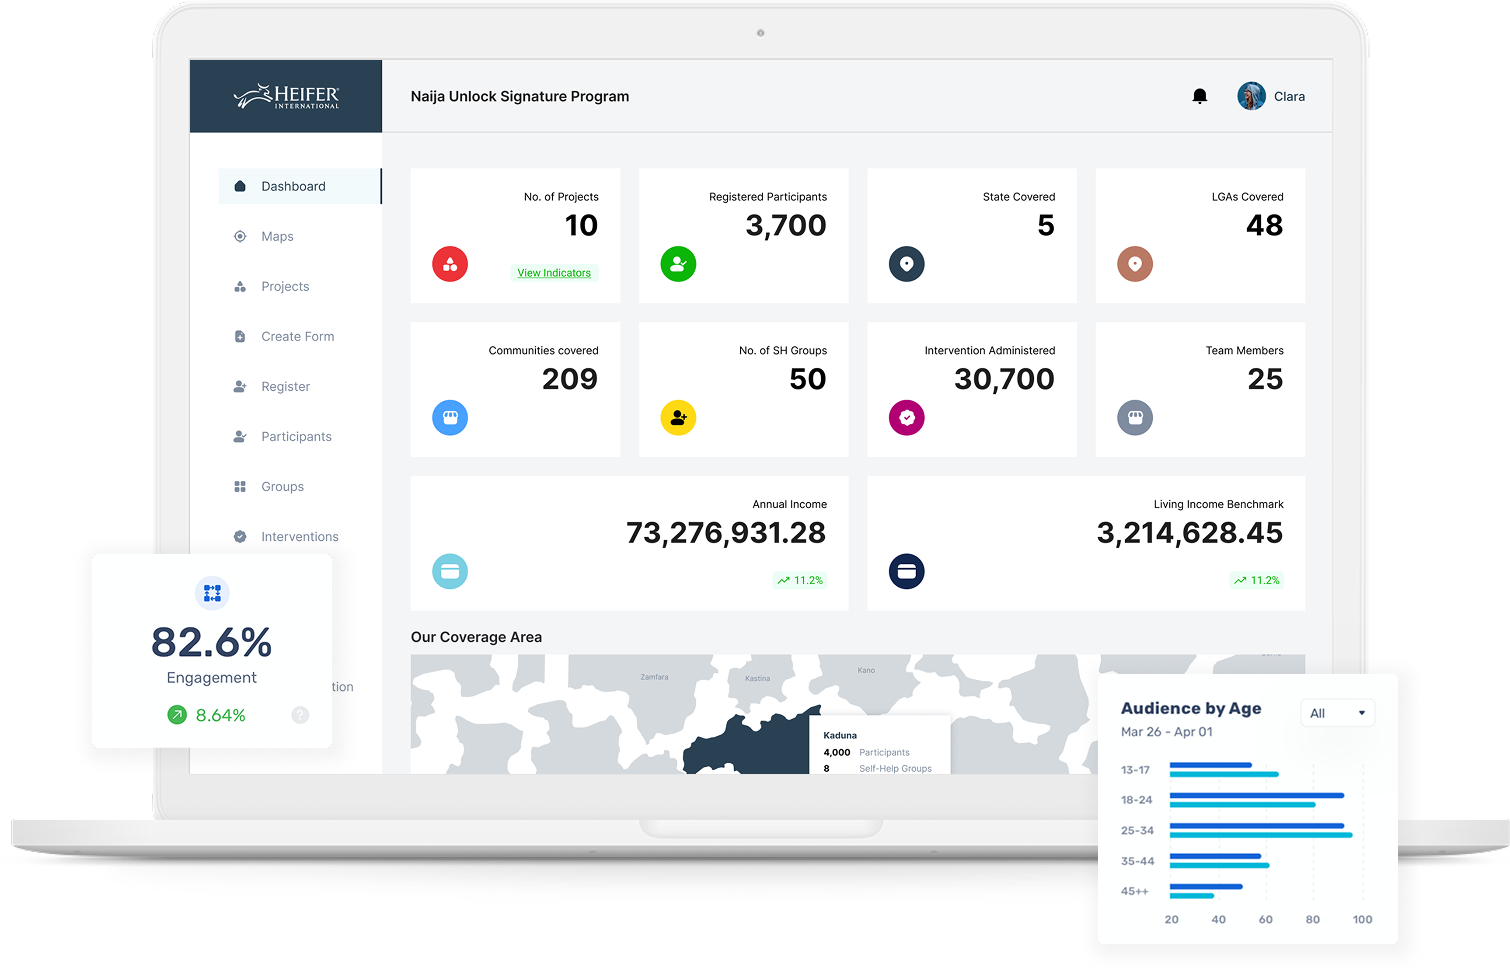 HEIFER
INTERNATIONAL
Naija Unlock Signature Program
Clara
Dashboard
Maps
Projects
Create Form
Register
Participants
Groups
Interventions
tion
No. of Projects
10
View Indicators
Registered Participants
3,700
State Covered
5
LGAs Covered
48
Communities covered
209
No. of SH Groups
50
Intervention Administered
30,700
Team Members
25
Annual Income
73,276,931.28
11.2%
Living Income Benchmark
3,214,628.45
11.2%
Our Coverage Area
Zamfara
Kastina
Kano
Kaduna
4,000 Participants
8 Self-Help Groups
82.6%
Engagement
8.64%
?
Audience by Age
All
Mar 26 - Apr 01
13-17
18-24
25-34
35-44
45++
20 40 60 80 100